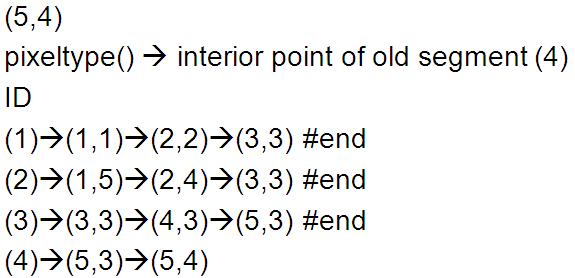 (5,4)
pixeltype() → interior point of old segment (4)
ID
(1)→(1,1)→(2,2)→(3,3) #end
(2)→(1,5)→(2,4)→(3,3) #end
(3)→(3,3)→(4,3)→(5,3) #end
(4)→(5,3)→(5,4)